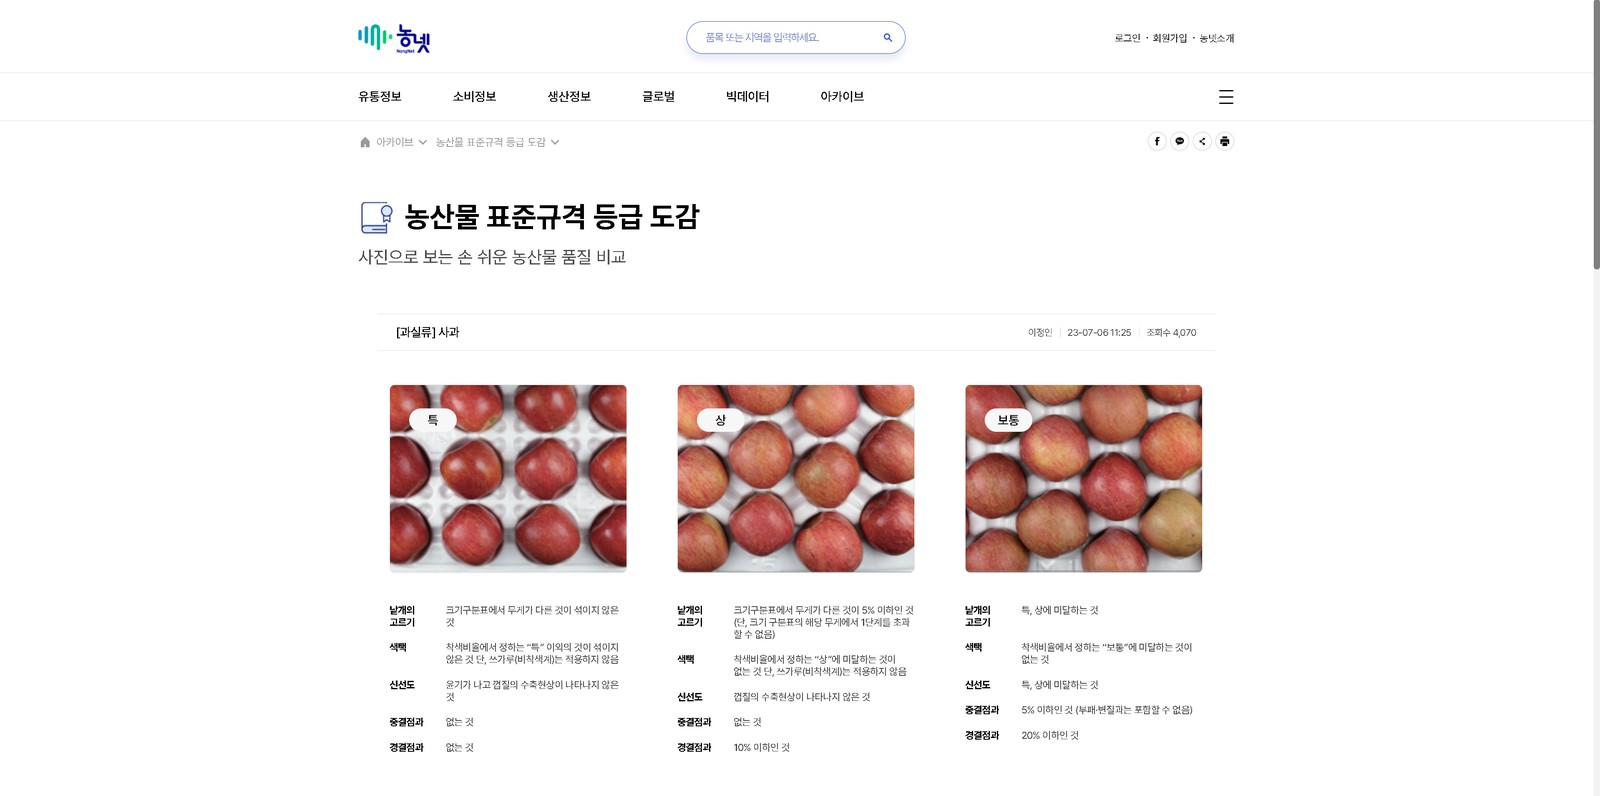 농넷
NongNet
품목 또는 지역을 입력하세요.
로그인 · 회원가입 · 농넷소개
유통정보 소비정보 생산정보 글로벌 빅데이터 아카이브
아카이브 농산물 표준규격 등급 도감
농산물 표준규격 등급 도감
사진으로 보는 손 쉬운 농산물 품질 비교
[과실류] 사과
이정인 23-07-06 11:25 조회수 4,070
특
낱개의 고르기
크기구분표에서 무게가 다른 것이 섞이지 않은
것
색택
착색비율에서 정하는 “특” 이외의 것이 섞이지
않은 것 단, 쓰가루(비착색계)는 적용하지 않음
신선도
윤기가 나고 껍질의 수축현상이 나타나지 않은
것
중결점과 없는 것
경결점과 없는 것
상
낱개의 고르기
크기구분표에서 무게가 다른 것이 5% 이하인 것
(단, 크기 구분표의 해당 무게에서 1단계를 초과
할 수 없음)
색택
착색비율에서 정하는 “상”에 미달하는 것이
없는 것 단, 쓰가루(비착색계)는 적용하지 않음
신선도 껍질의 수축현상이 나타나지 않은 것
중결점과 없는 것
경결점과 10% 이하인 것
보통
낱개의 고르기
특, 상에 미달하는 것
색택
착색비율에서 정하는 “보통”에 미달하는 것이
없는 것
신선도 특, 상에 미달하는 것
중결점과 5% 이하인 것 (부패·변질과는 포함할 수 없음)
경결점과 20% 이하인 것